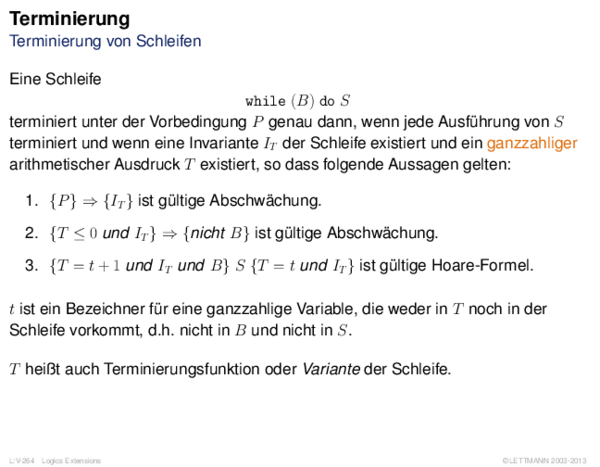 Terminierung
Terminierung von Schleifen
Eine Schleife
while (B) do S
terminiert unter der Vorbedingung P genau dann, wenn jede Ausführung von S
terminiert und wenn eine Invariante I_T der Schleife existiert und ein ganzzahliger
arithmetischer Ausdruck T existiert, so dass folgende Aussagen gelten:
1. {P} ⇒ {I_T} ist gültige Abschwächung.
2. {T ≤ 0 und I_T} ⇒ {nicht B} ist gültige Abschwächung.
3. {T = t + 1 und I_T und B} S {T = t und I_T} ist gültige Hoare-Formel.
t ist ein Bezeichner für eine ganzzahlige Variable, die weder in T noch in der
Schleife vorkommt, d.h. nicht in B und nicht in S.
T heißt auch Terminierungsfunktion oder Variante der Schleife.
L:V-264 Logics Extensions
©LETTMANN 2003-2013